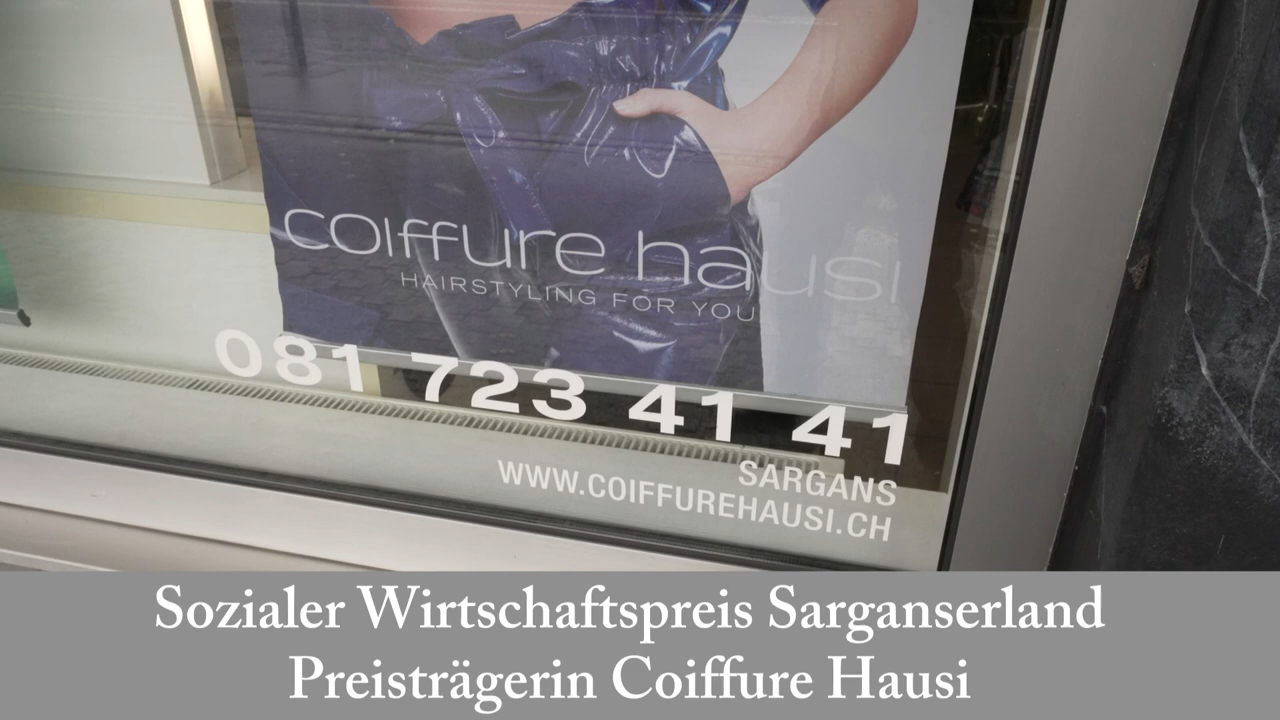 coiffure hausi
HAIRSTYLING FOR YOU
081 723 41 41
SARGANS
WWW.COIFFUREHAUSI.CH
Sozialer Wirtschaftspreis Sarganserland
Preisträgerin Coiffure Hausi